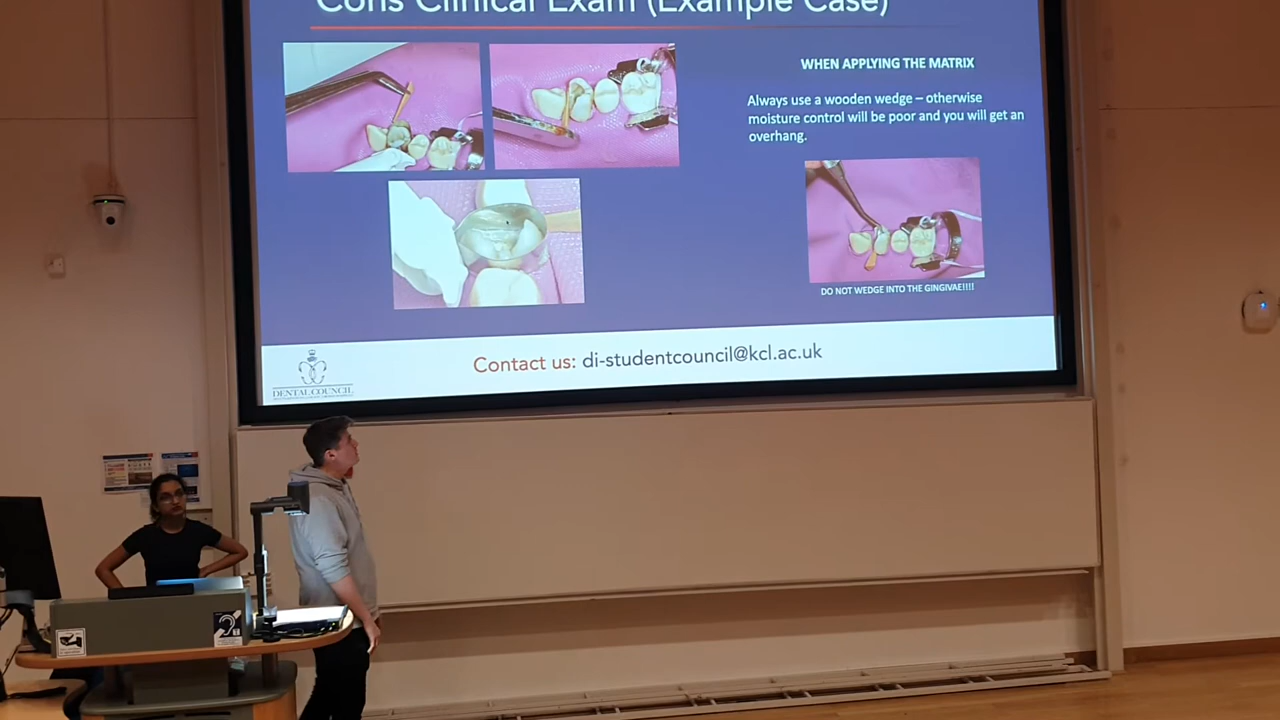 Cons Clinical Exam (Example Case)
WHEN APPLYING THE MATRIX
Always use a wooden wedge – otherwise
moisture control will be poor and you will get an
overhang.
DO NOT WEDGE INTO THE GINGIVAE!!!!
Contact us: di-studentcouncil@kcl.ac.uk
DENTAL COUNCIL